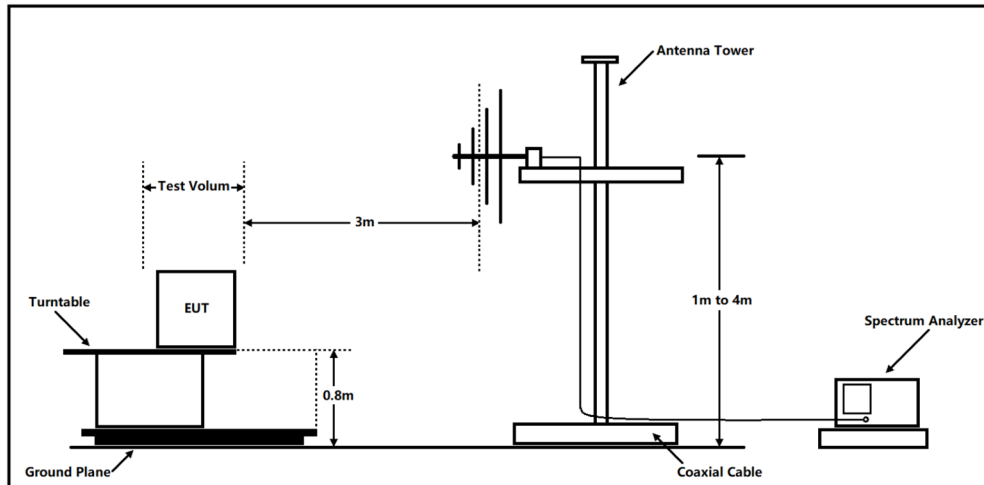 Antenna Tower
Test Volum
3m
EUT
Turntable
1m to 4m
Spectrum Analyzer
0.8m
Ground Plane
Coaxial Cable